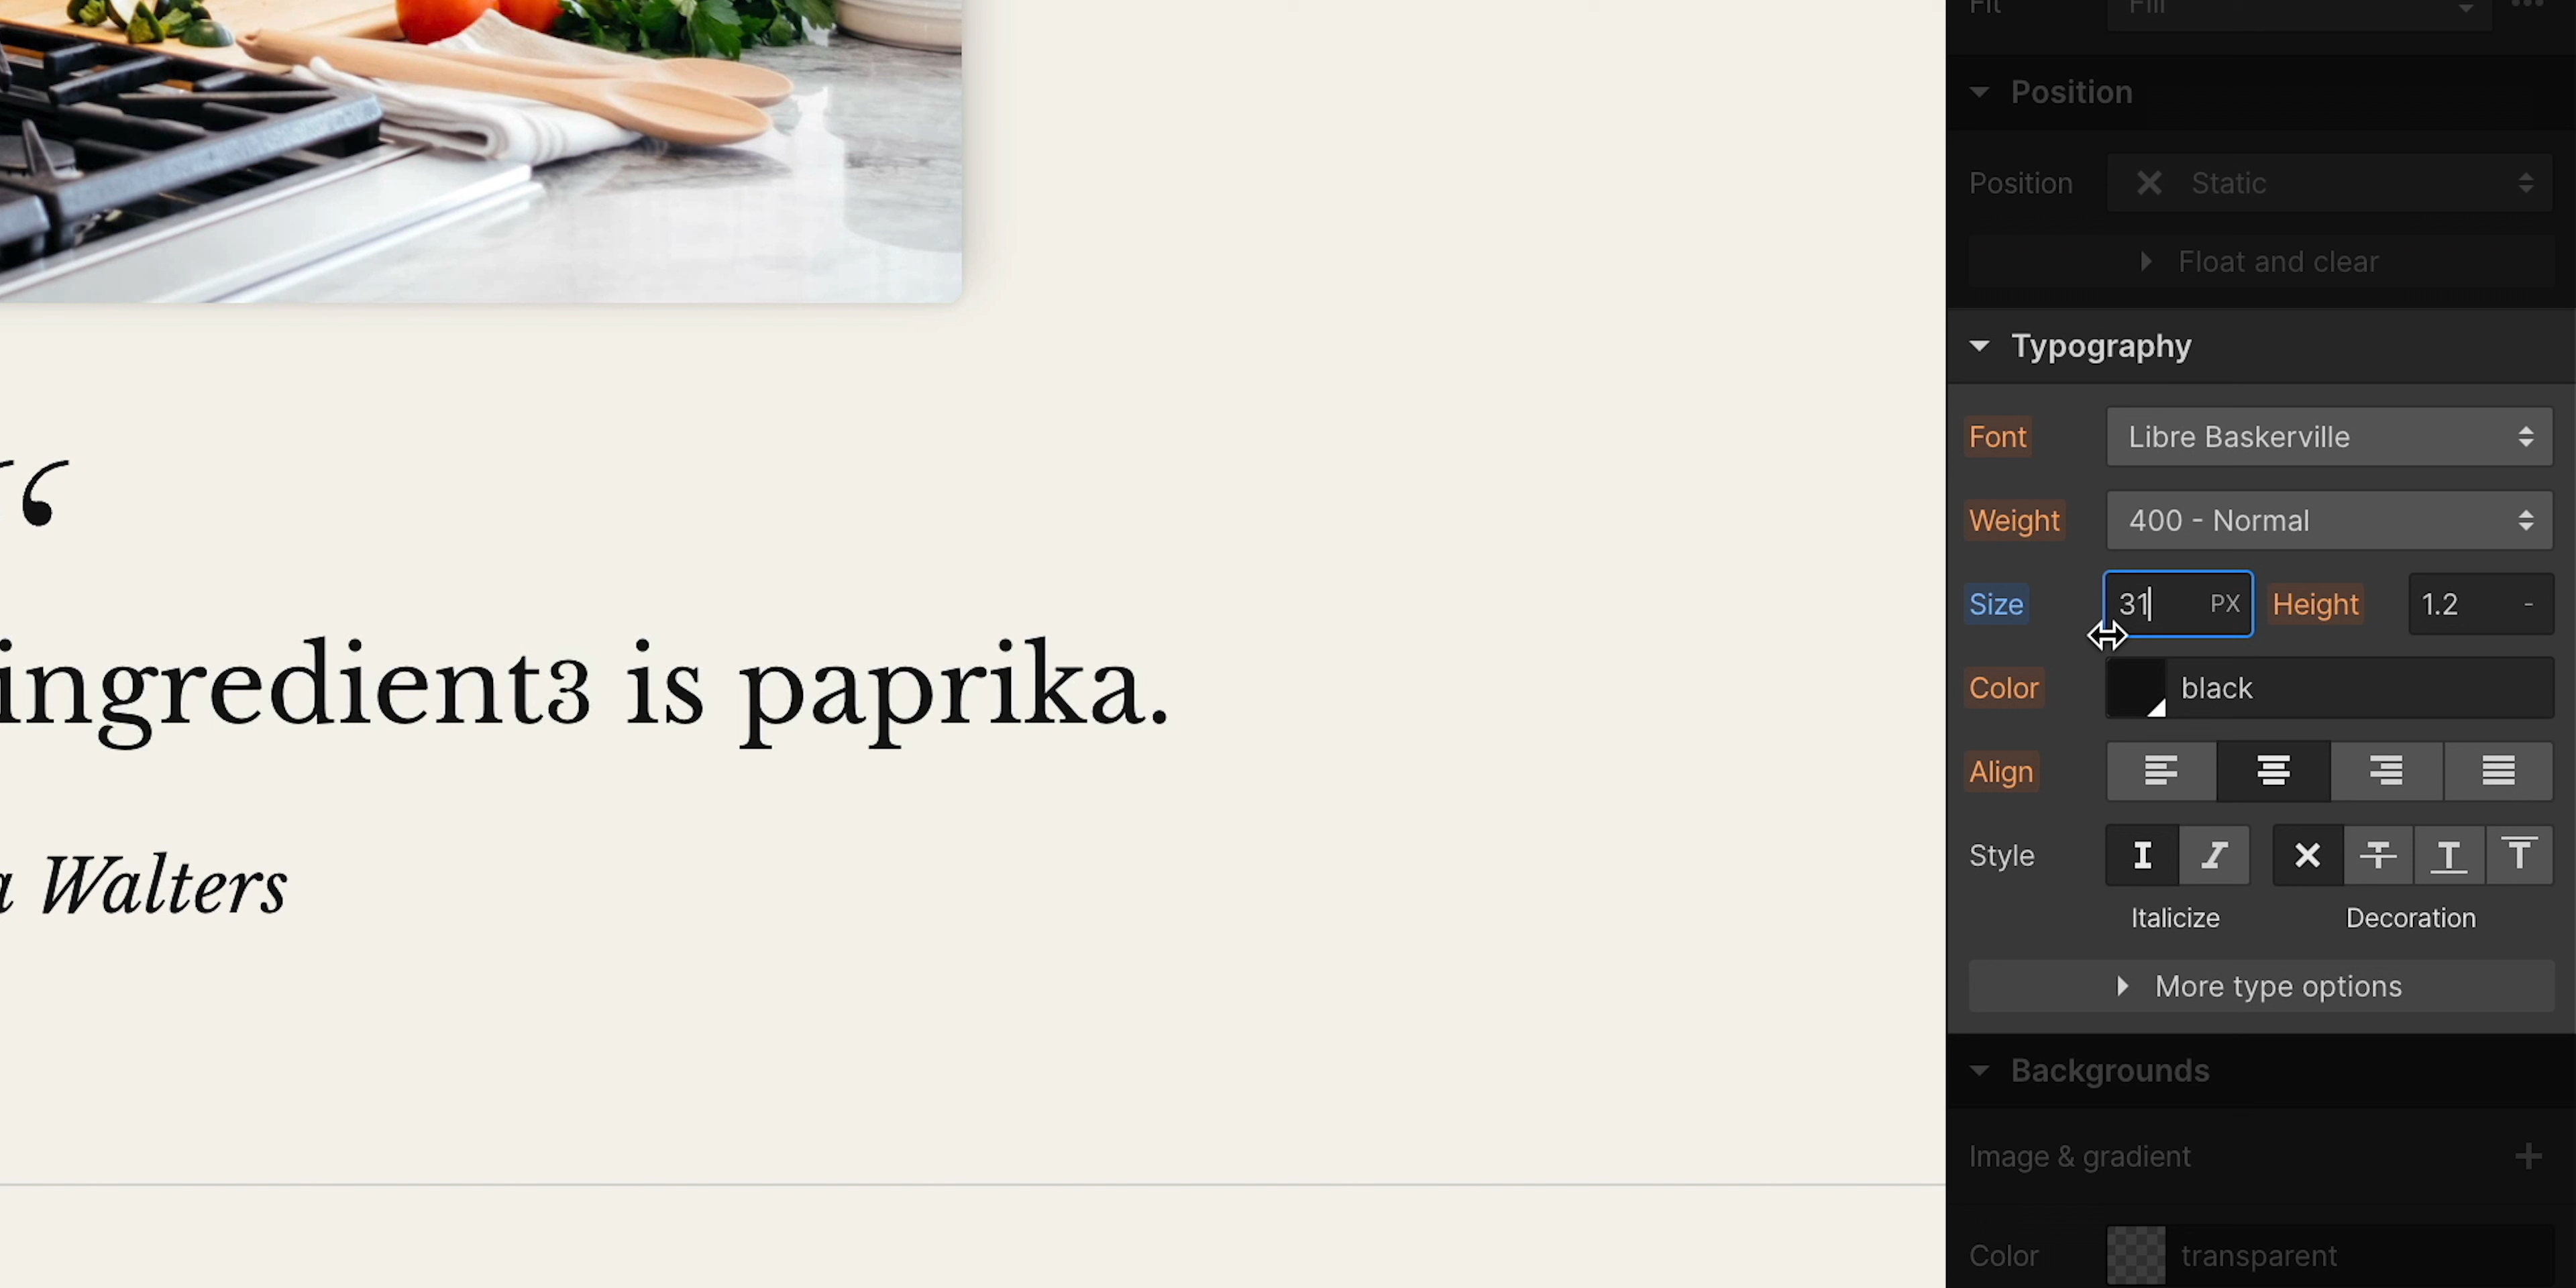 Fit Fill
Position
Position Static
Float and clear
Typography
Font Libre Baskerville
Weight 400 - Normal
Size 31 PX Height 1.2 -
Color black
Align
Style
Italicize Decoration
More type options
Backgrounds
Image & gradient
Color transparent
“
ingredient3 is paprika.
a Walters